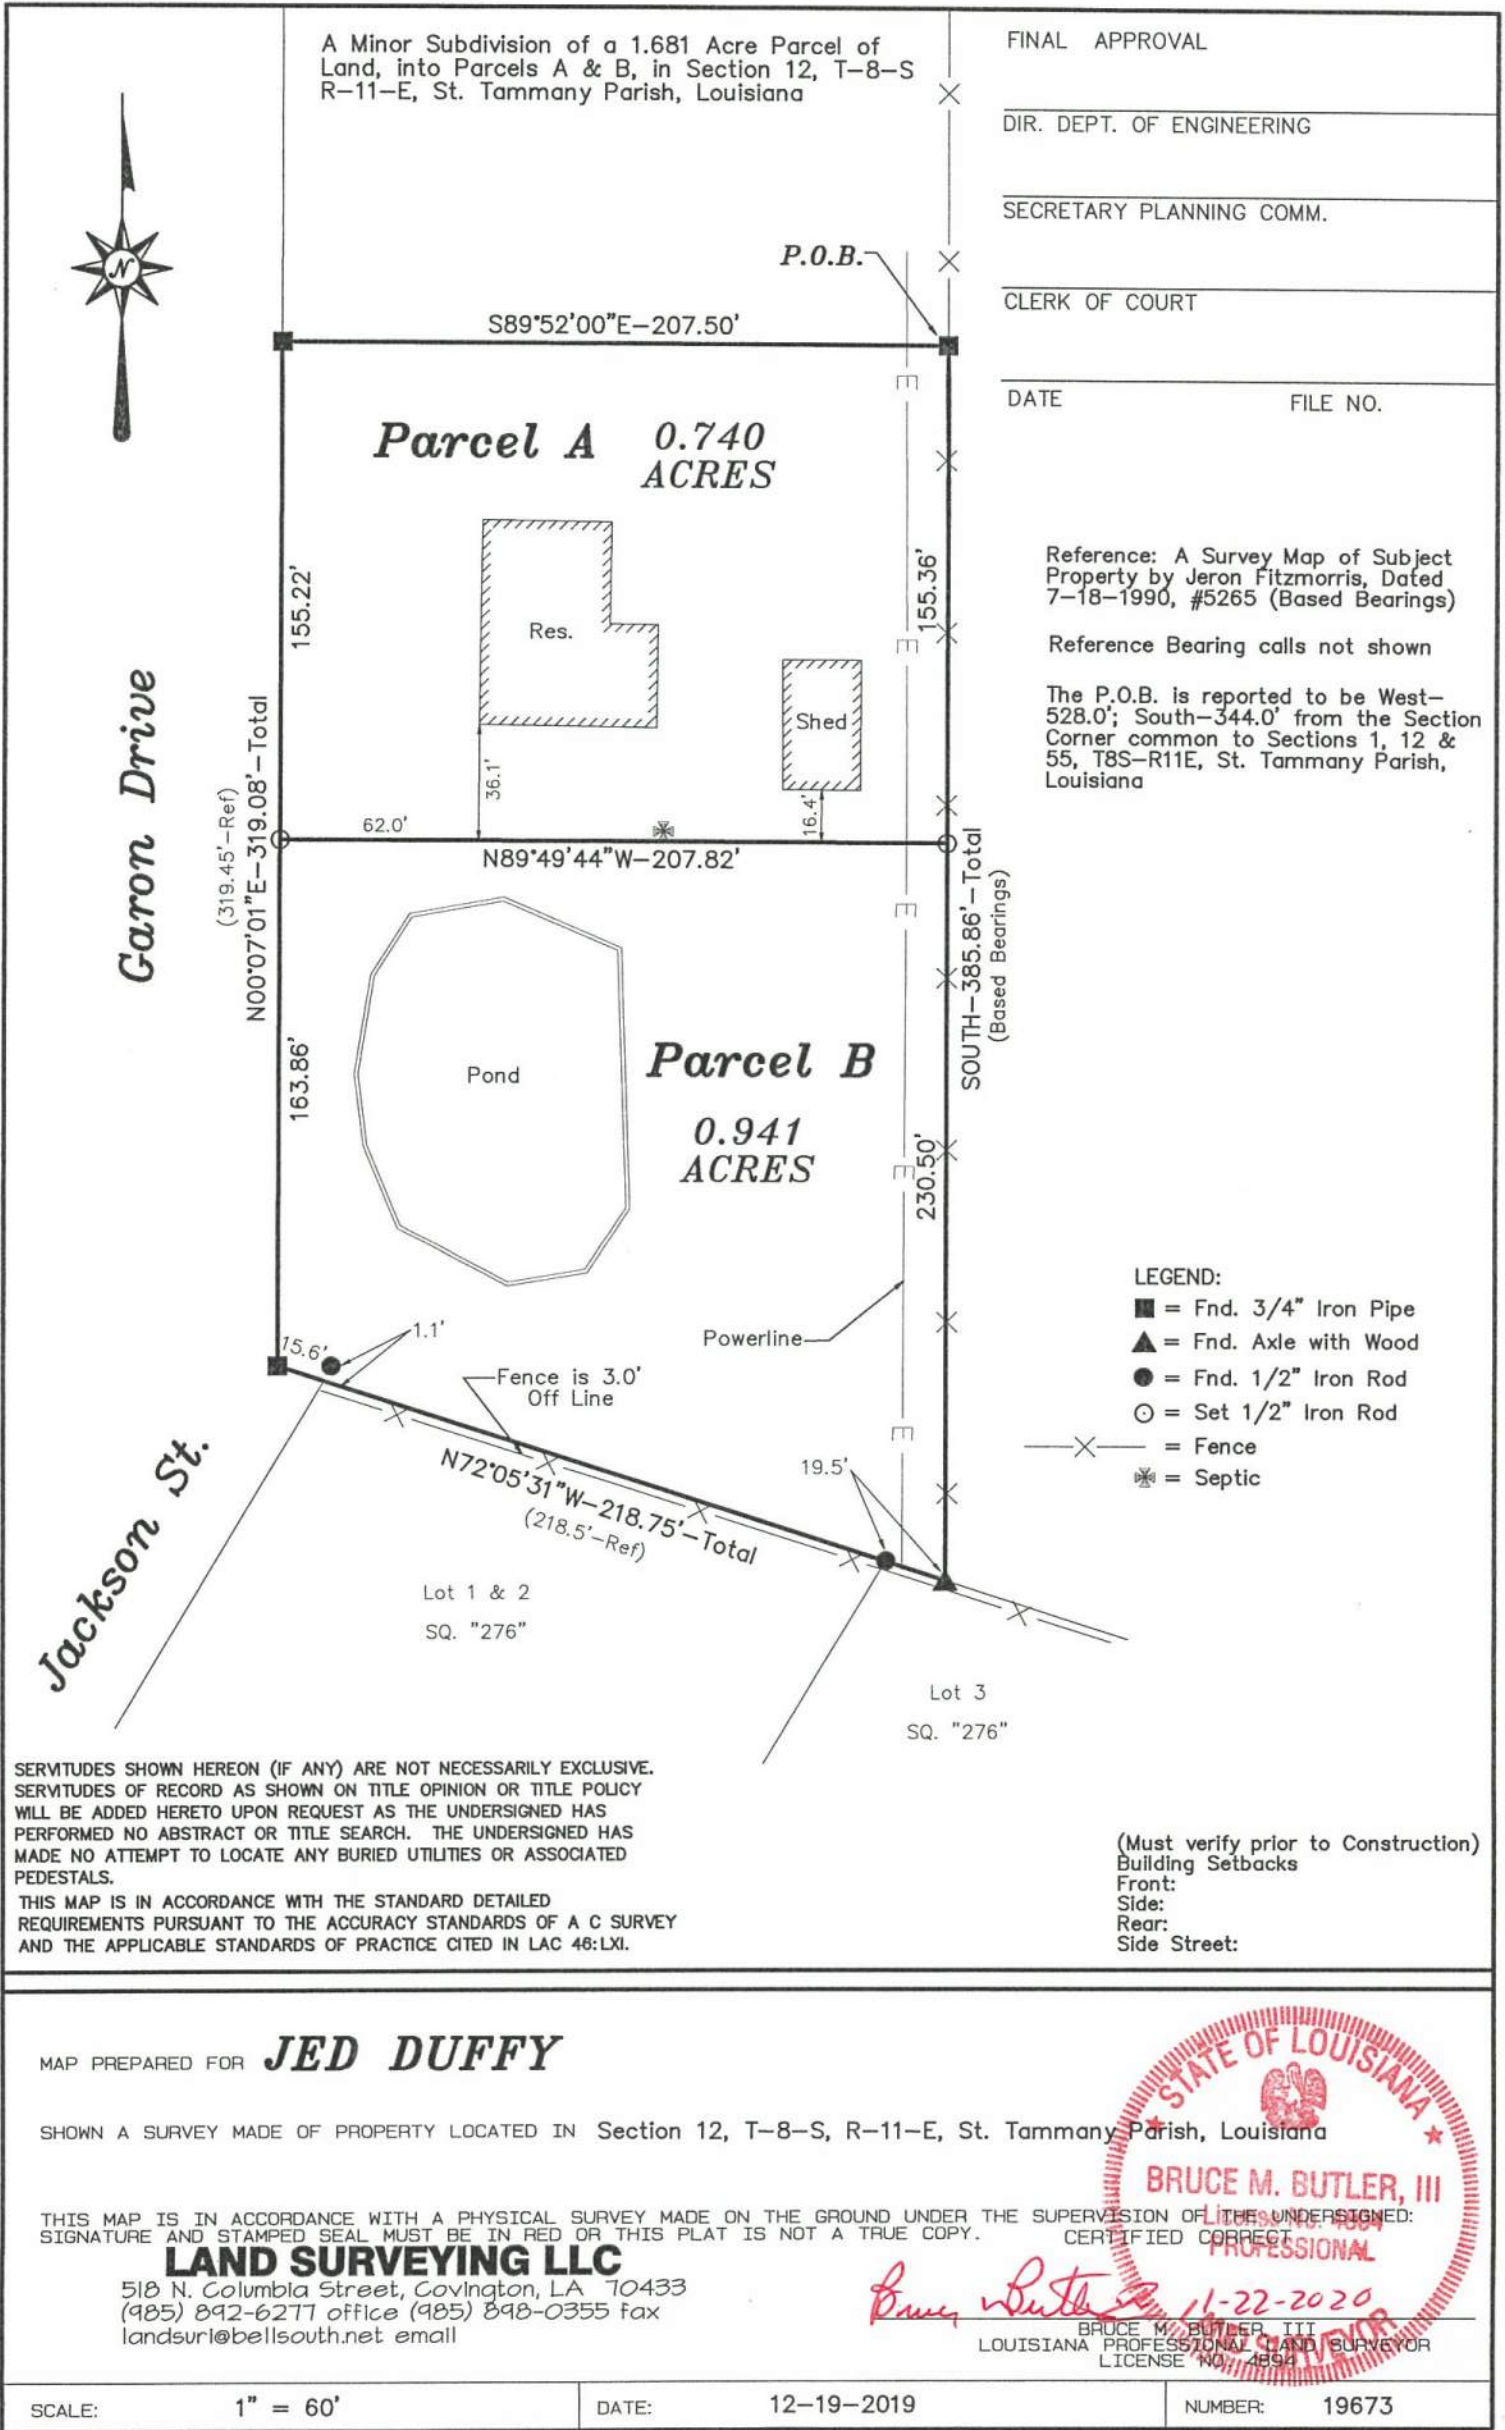 A Minor Subdivision of a 1.681 Acre Parcel of
Land, into Parcels A & B, in Section 12, T-8-S
R-11-E, St. Tammany Parish, Louisiana
FINAL APPROVAL
DIR. DEPT. OF ENGINEERING
SECRETARY PLANNING COMM.
CLERK OF COURT
DATE FILE NO.
N
P.O.B.
S89°52'00"E-207.50'
Parcel A
0.740
ACRES
155.22'
155.36'
Res.
Shed
36.1'
16.4'
62.0'
N89°49'44"W-207.82'
Garon Drive
(319.45'-Ref)
N00°07'01"E-319.08'-Total
Reference: A Survey Map of Subject
Property by Jeron Fitzmorris, Dated
7-18-1990, #5265 (Based Bearings)
Reference Bearing calls not shown
The P.O.B. is reported to be West-
528.0'; South-344.0' from the Section
Corner common to Sections 1, 12 &
55, T8S-R11E, St. Tammany Parish,
Louisiana
SOUTH-385.86'-Total
(Based Bearings)
E
E
E
E
E
163.86'
Pond
Parcel B
0.941
ACRES
230.50'
Powerline
15.6'
1.1'
Fence is 3.0'
Off Line
N72°05'31"W-218.75'-Total
(218.5'-Ref)
19.5'
Jackson St.
Lot 1 & 2
SQ. "276"
Lot 3
SQ. "276"
LEGEND:
= Fnd. 3/4" Iron Pipe
= Fnd. Axle with Wood
= Fnd. 1/2" Iron Rod
= Set 1/2" Iron Rod
= Fence
= Septic
SERVITUDES SHOWN HEREON (IF ANY) ARE NOT NECESSARILY EXCLUSIVE.
SERVITUDES OF RECORD AS SHOWN ON TITLE OPINION OR TITLE POLICY
WILL BE ADDED HERETO UPON REQUEST AS THE UNDERSIGNED HAS
PERFORMED NO ABSTRACT OR TITLE SEARCH. THE UNDERSIGNED HAS
MADE NO ATTEMPT TO LOCATE ANY BURIED UTILITIES OR ASSOCIATED
PEDESTALS.
THIS MAP IS IN ACCORDANCE WITH THE STANDARD DETAILED
REQUIREMENTS PURSUANT TO THE ACCURACY STANDARDS OF A C SURVEY
AND THE APPLICABLE STANDARDS OF PRACTICE CITED IN LAC 46:LXI.
(Must verify prior to Construction)
Building Setbacks
Front:
Side:
Rear:
Side Street:
MAP PREPARED FOR JED DUFFY
SHOWN A SURVEY MADE OF PROPERTY LOCATED IN Section 12, T-8-S, R-11-E, St. Tammany Parish, Louisiana
THIS MAP IS IN ACCORDANCE WITH A PHYSICAL SURVEY MADE ON THE GROUND UNDER THE SUPERVISION OF THE UNDERSIGNED:
SIGNATURE AND STAMPED SEAL MUST BE IN RED OR THIS PLAT IS NOT A TRUE COPY. CERTIFIED CORRECT
LAND SURVEYING LLC
518 N. Columbia Street, Covington, LA 70433
(985) 892-6277 office (985) 898-0355 fax
landsur1@bellsouth.net email
STATE OF LOUISIANA
BRUCE M. BUTLER, III
License No. 4894
PROFESSIONAL
LAND SURVEYOR
Bruce Butler III 11-22-2020
BRUCE M. BUTLER, III
LOUISIANA PROFESSIONAL LAND SURVEYOR
LICENSE NO. 4894
SCALE: 1" = 60' DATE: 12-19-2019 NUMBER: 19673